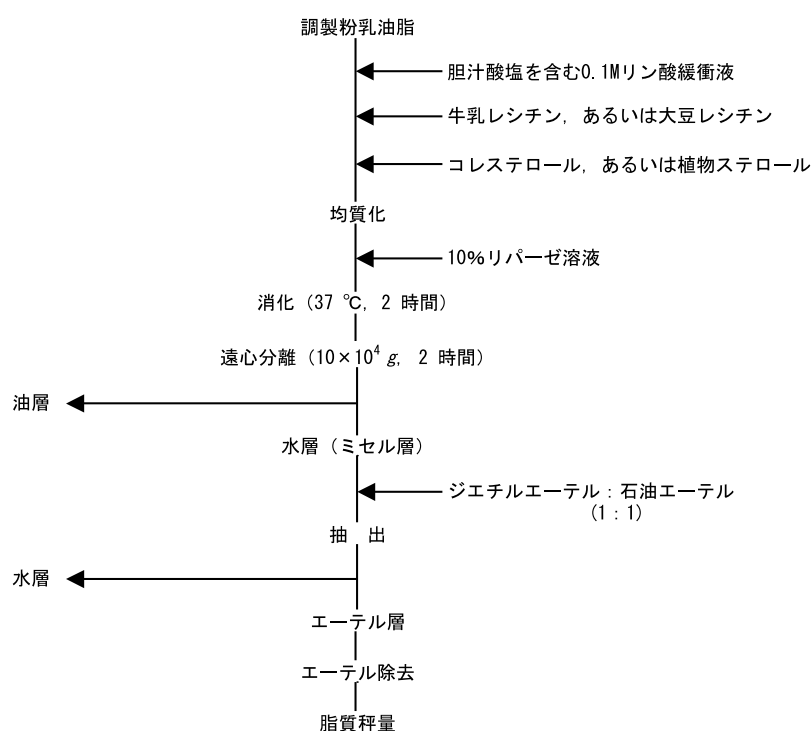 調製粉乳油脂
胆汁酸塩を含む0.1Mリン酸緩衝液
牛乳レシチン，あるいは大豆レシチン
コレステロール，あるいは植物ステロール
均質化
10％リパーゼ溶液
消化（37 ℃，2 時間）
遠心分離（10×10⁴ g，2 時間）
油層
水層（ミセル層）
ジエチルエーテル：石油エーテル
(1：1)
抽　出
水層
エーテル層
エーテル除去
脂質秤量